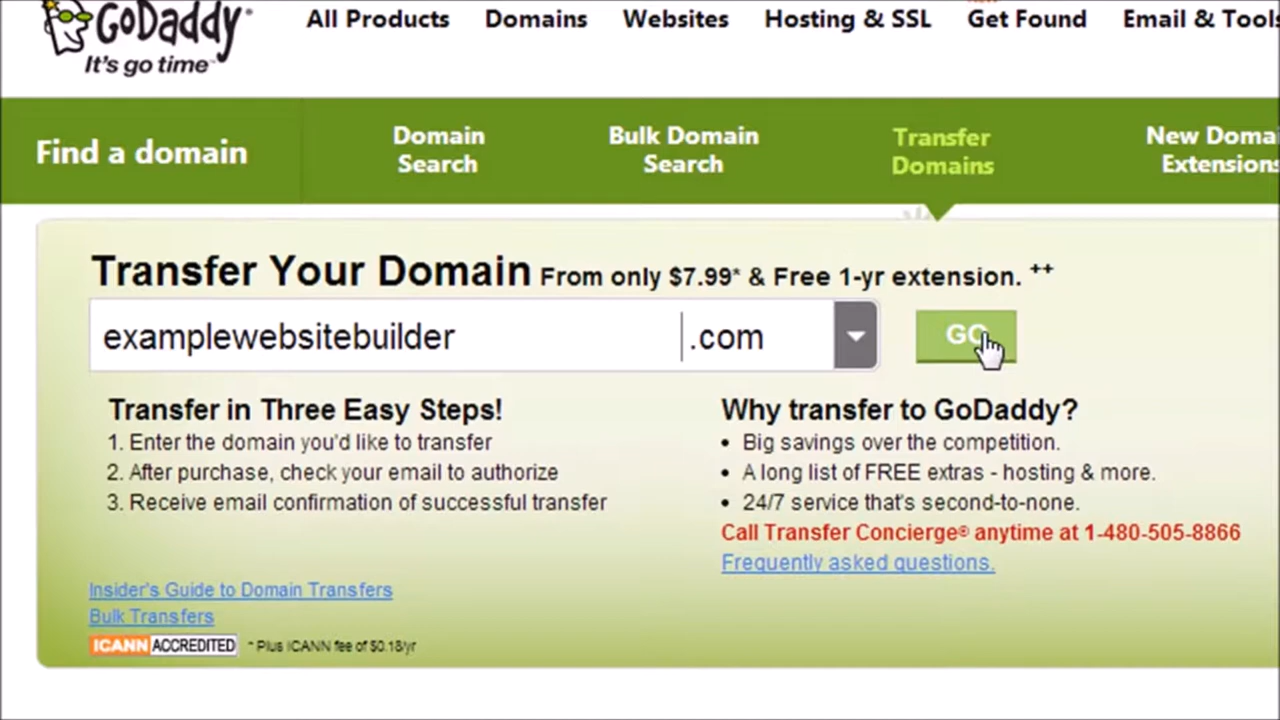 GoDaddy
It's go time™
All Products Domains Websites Hosting & SSL Get Found Email & Tools
Find a domain
Domain
Search
Bulk Domain
Search
Transfer
Domains
New Doma
Extension
Transfer Your Domain From only $7.99* & Free 1-yr extension. ++
examplewebsitebuilder .com GO
Transfer in Three Easy Steps!
1. Enter the domain you'd like to transfer
2. After purchase, check your email to authorize
3. Receive email confirmation of successful transfer
Why transfer to GoDaddy?
• Big savings over the competition.
• A long list of FREE extras - hosting & more.
• 24/7 service that's second-to-none.
Call Transfer Concierge® anytime at 1-480-505-8866
Frequently asked questions.
Insider's Guide to Domain Transfers
Bulk Transfers
ICANN ACCREDITED * Plus ICANN fee of $0.18/yr